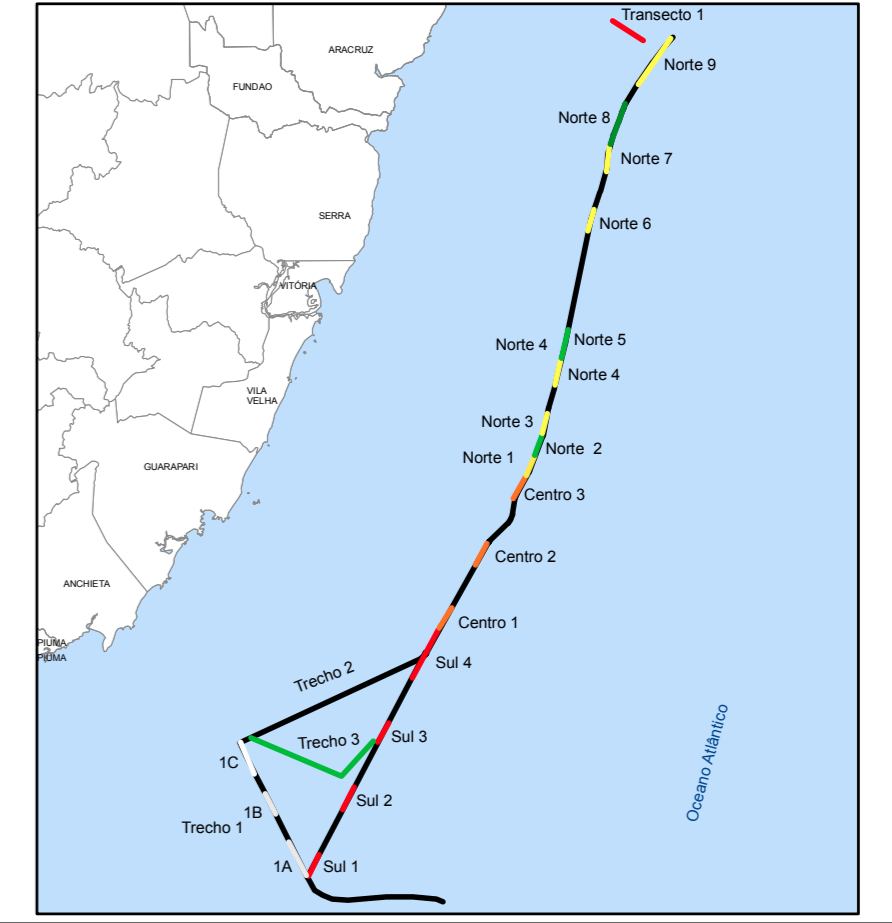 Transecto 1
ARACRUZ
Norte 9
FUNDAO
Norte 8
Norte 7
SERRA
Norte 6
VITÓRIA
Norte 4
Norte 5
Norte 4
VILA
VELHA
Norte 3
Norte 2
Norte 1
GUARAPARI
Centro 3
Centro 2
ANCHIETA
Centro 1
PIUMA
PIUMA
Sul 4
Trecho 2
Sul 3
Trecho 3
1C
Oceano Atlântico
Sul 2
1B
Trecho 1
1A
Sul 1